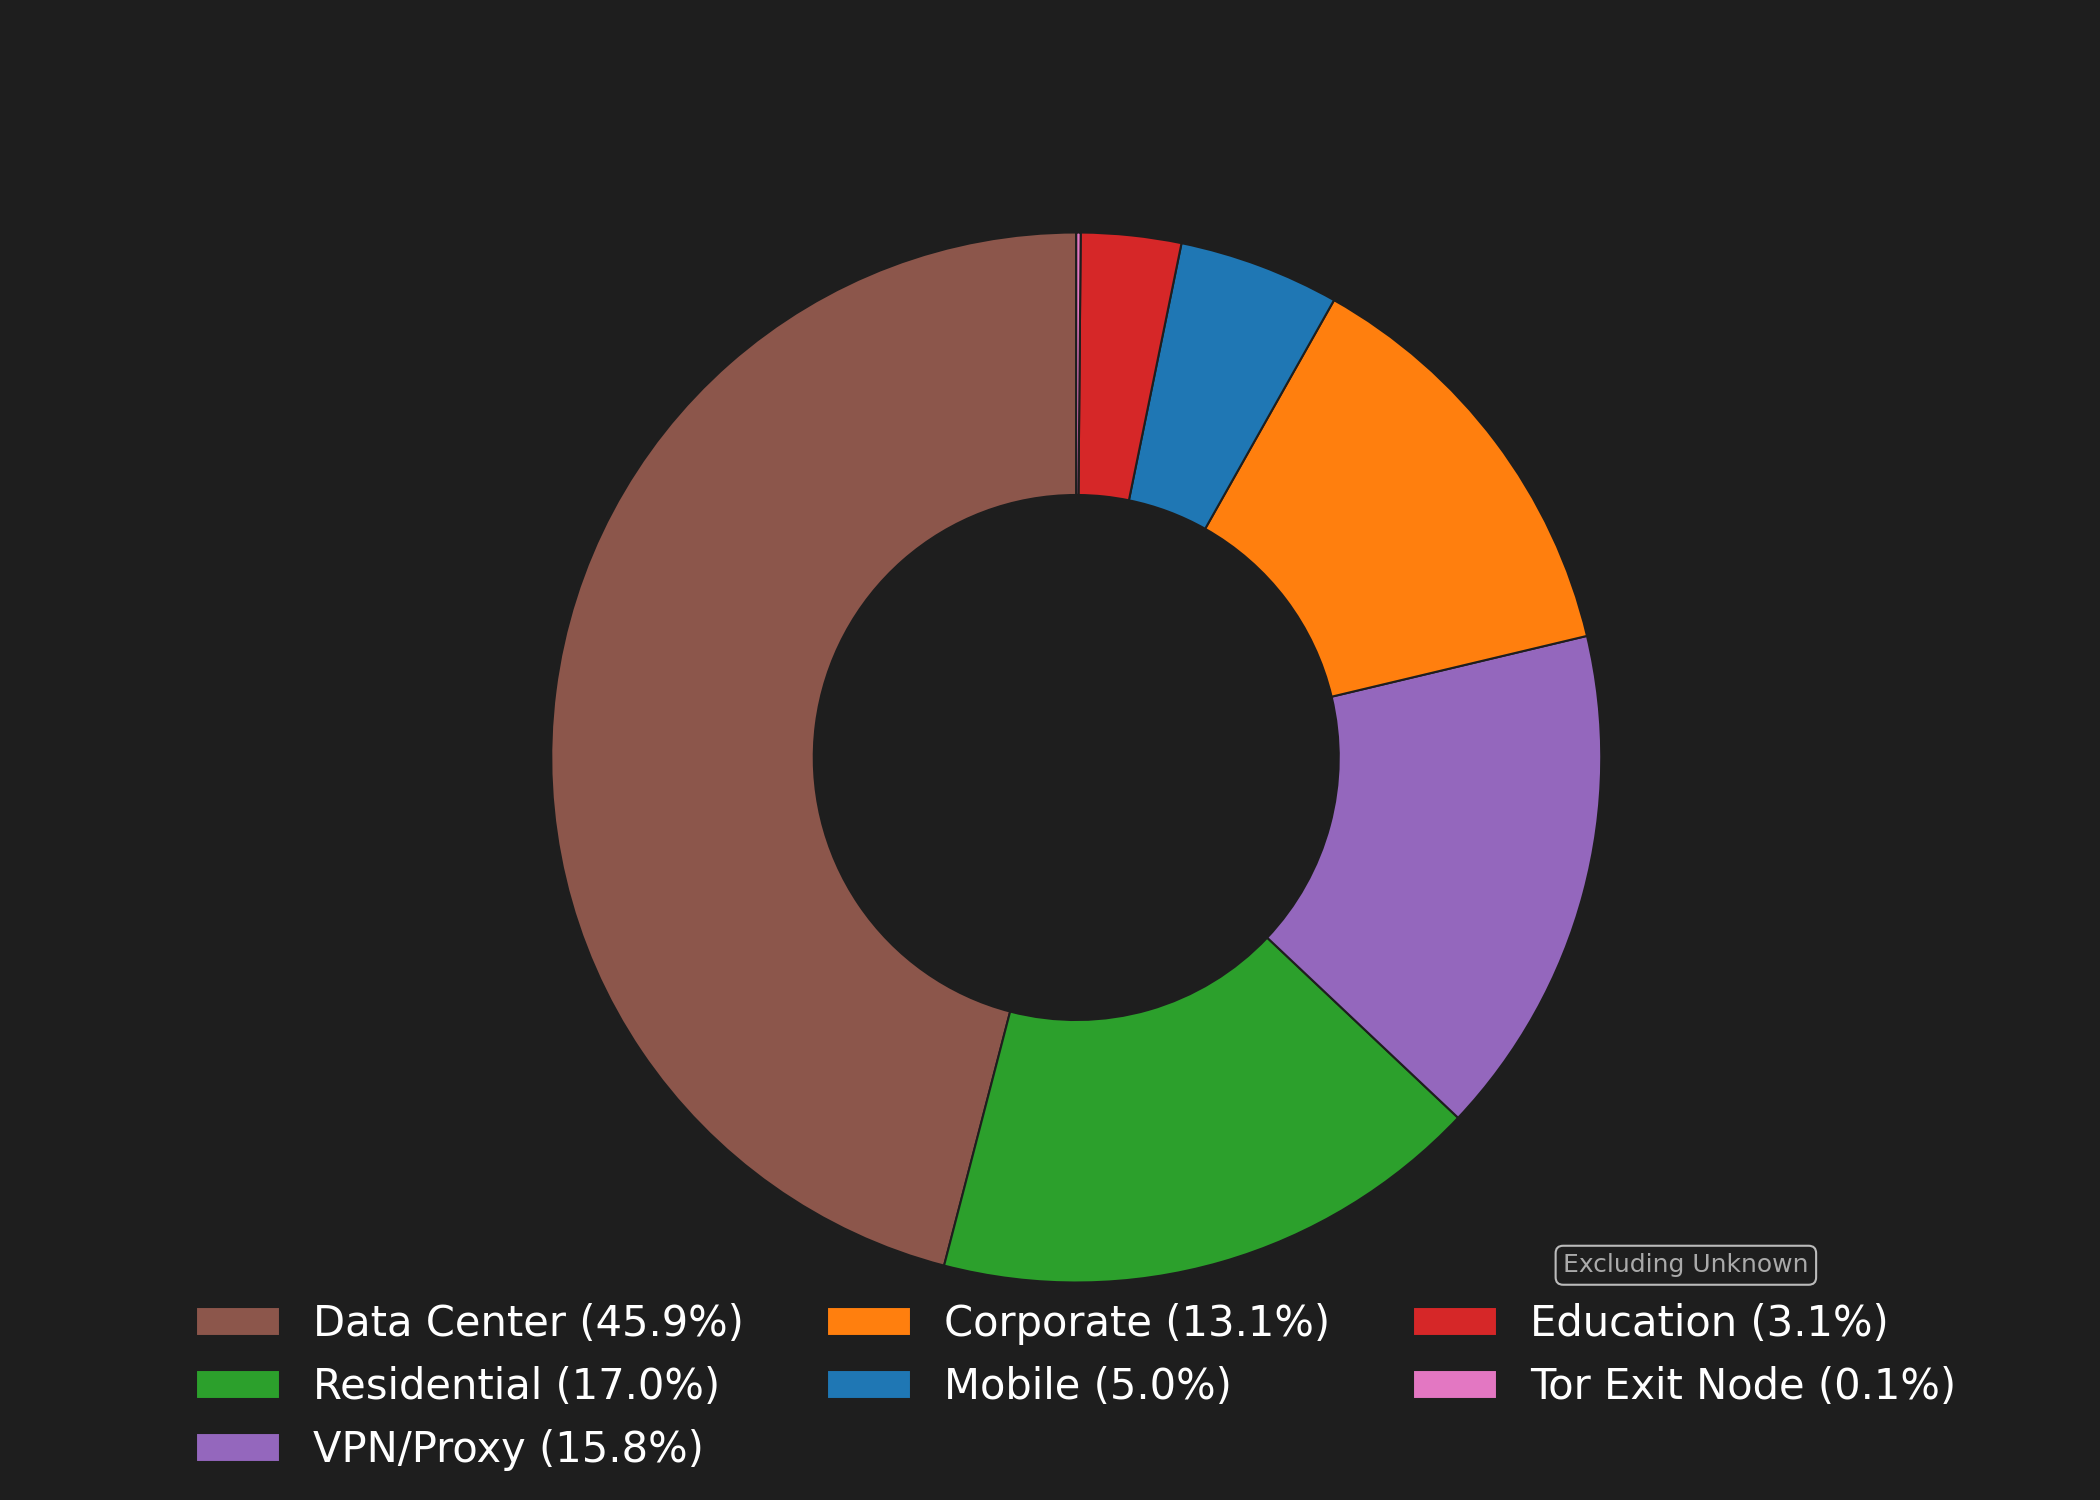 Excluding Unknown
Data Center (45.9%)
Residential (17.0%)
VPN/Proxy (15.8%)
Corporate (13.1%)
Mobile (5.0%)
Education (3.1%)
Tor Exit Node (0.1%)